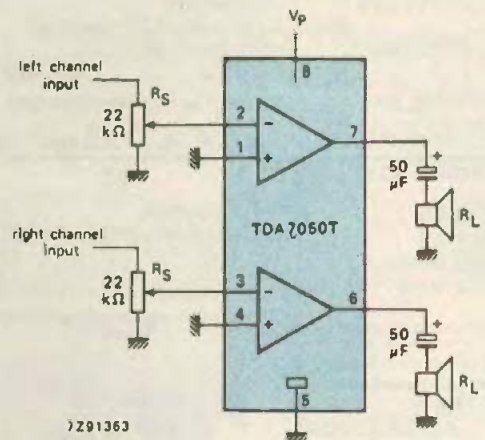 Vp
8
left channel
input
RS
22
kΩ
2
−
1
+
7
+
50
µF
RL
TDA7050T
right channel
input
RS
22
kΩ
3
−
4
+
6
+
50
µF
RL
5
7Z91363